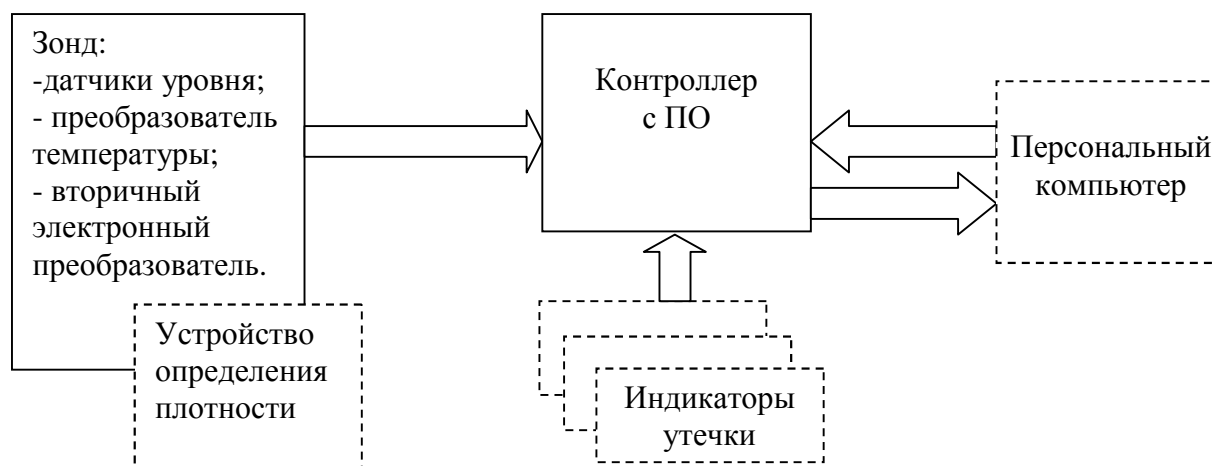 Зонд:
-датчики уровня;
- преобразователь
температуры;
- вторичный
электронный
преобразователь.
Устройство
определения
плотности
Контроллер
с ПО
Индикаторы
утечки
Персональный
компьютер